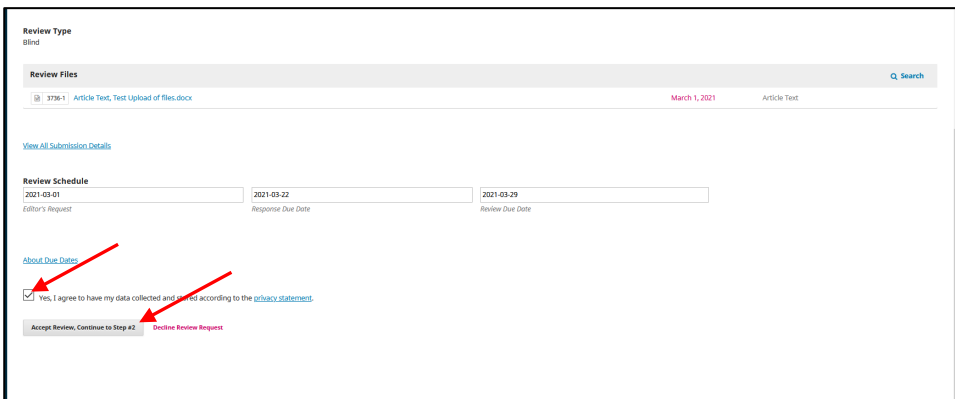 Review Type
Blind
Review Files
Search
3736-1 Article Text, Test Upload of files.docx March 1, 2021 Article Text
View All Submission Details
Review Schedule
2021-03-01 2021-03-22 2021-03-29
Editor's Request Response Due Date Review Due Date
About Due Dates
Yes, I agree to have my data collected and stored according to the privacy statement.
Accept Review, Continue to Step #2 Decline Review Request